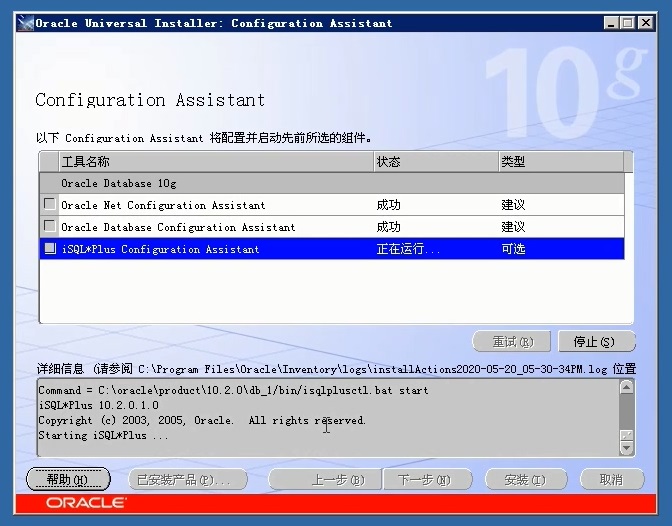 Oracle Universal Installer: Configuration Assistant
10g
Configuration Assistant
以下 Configuration Assistant 将配置并启动先前所选的组件。
工具名称 状态 类型
Oracle Database 10g
Oracle Net Configuration Assistant 成功 建议
Oracle Database Configuration Assistant 成功 建议
iSQL*Plus Configuration Assistant 正在运行... 可选
重试(R) 停止(S)
详细信息 (请参阅 C:\Program Files\Oracle\Inventory\logs\installActions2020-05-20_05-30-34PM.log 位置
Command = C:\oracle\product\10.2.0\db_1/bin/isqlplusctl.bat start
iSQL*Plus 10.2.0.1.0
Copyright (c) 2003, 2005, Oracle. All rights reserved.
Starting iSQL*Plus ...
帮助(H) 已安装产品(P)... 上一步(B) 下一步(N) 安装(I) 取消
ORACLE